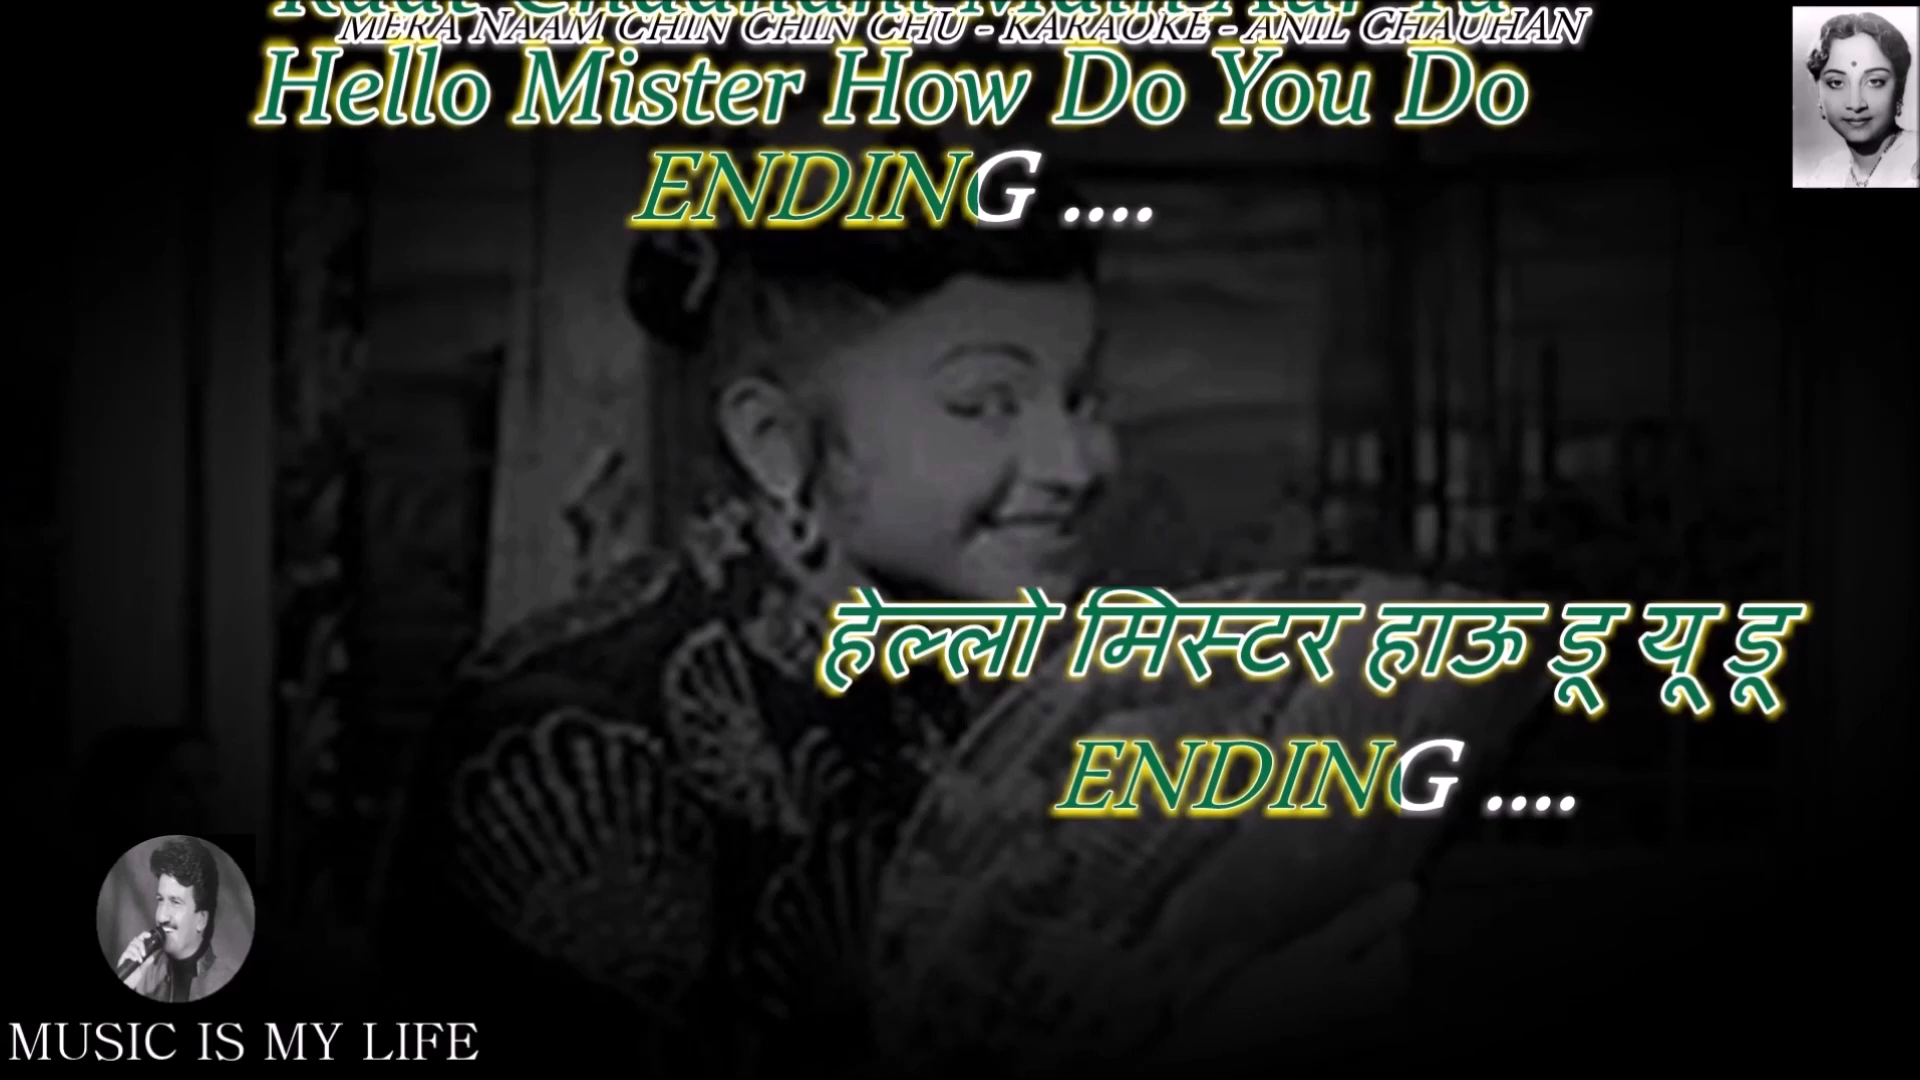 MERA NAAM CHIN CHIN CHU - KARAOKE - ANIL CHAUHAN
Hello Mister How Do You Do
ENDING ....
हेल्लो मिस्टर हाऊ डू यू डू
ENDING ....
MUSIC IS MY LIFE